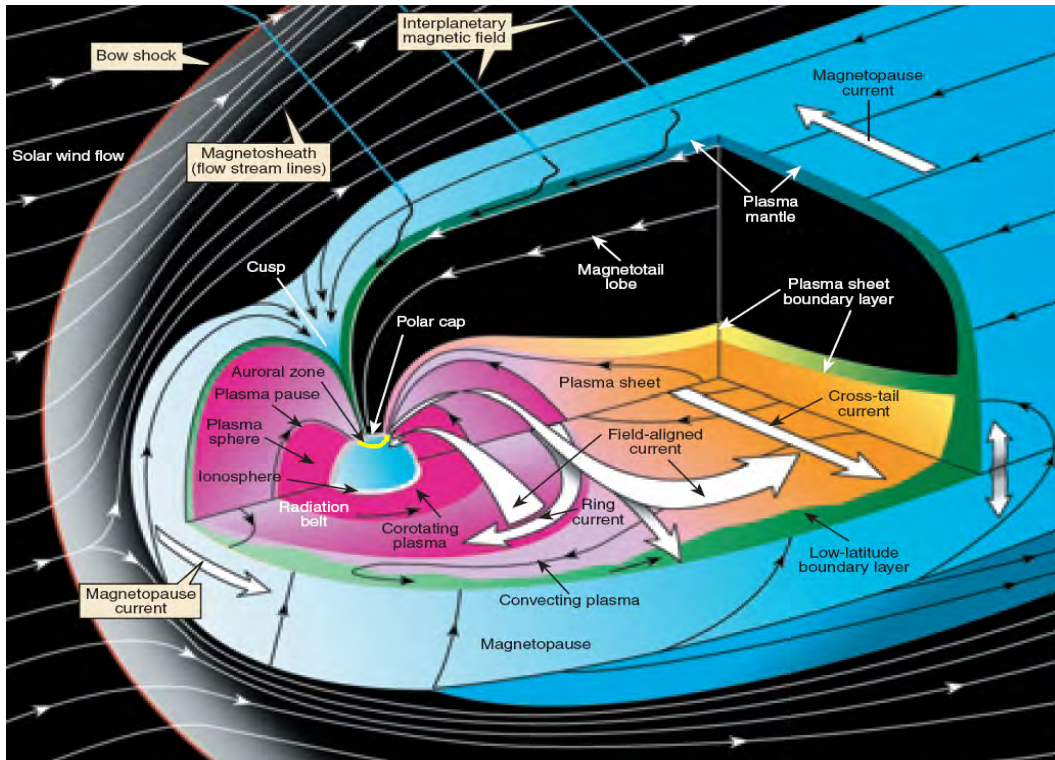 Interplanetary
magnetic field
Bow shock
Magnetopause
current
Solar wind flow
Magnetosheath
(flow stream lines)
Plasma
mantle
Cusp
Magnetotail
lobe
Plasma sheet
boundary layer
Polar cap
Auroral zone
Plasma pause
Plasma
sphere
Ionosphere
Radiation
belt
Corotating
plasma
Plasma sheet
Cross-tail
current
Field-aligned
current
Ring
current
Low-latitude
boundary layer
Magnetopause
current
Convecting plasma
Magnetopause